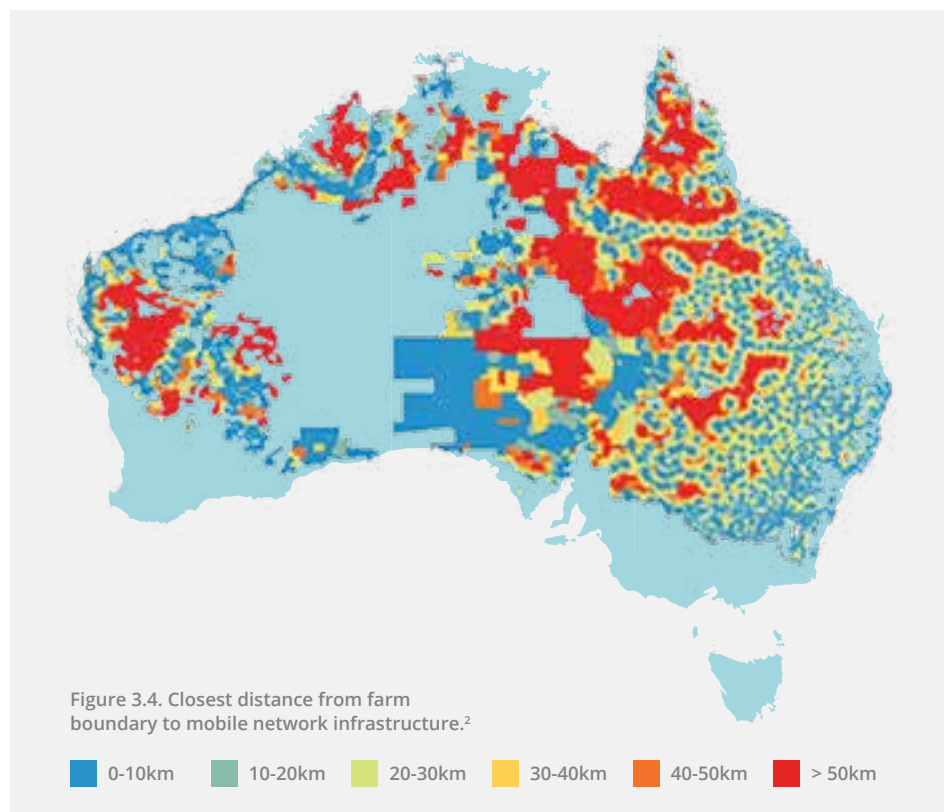 Figure 3.4. Closest distance from farm
boundary to mobile network infrastructure.²
0-10km 10-20km 20-30km 30-40km 40-50km > 50km